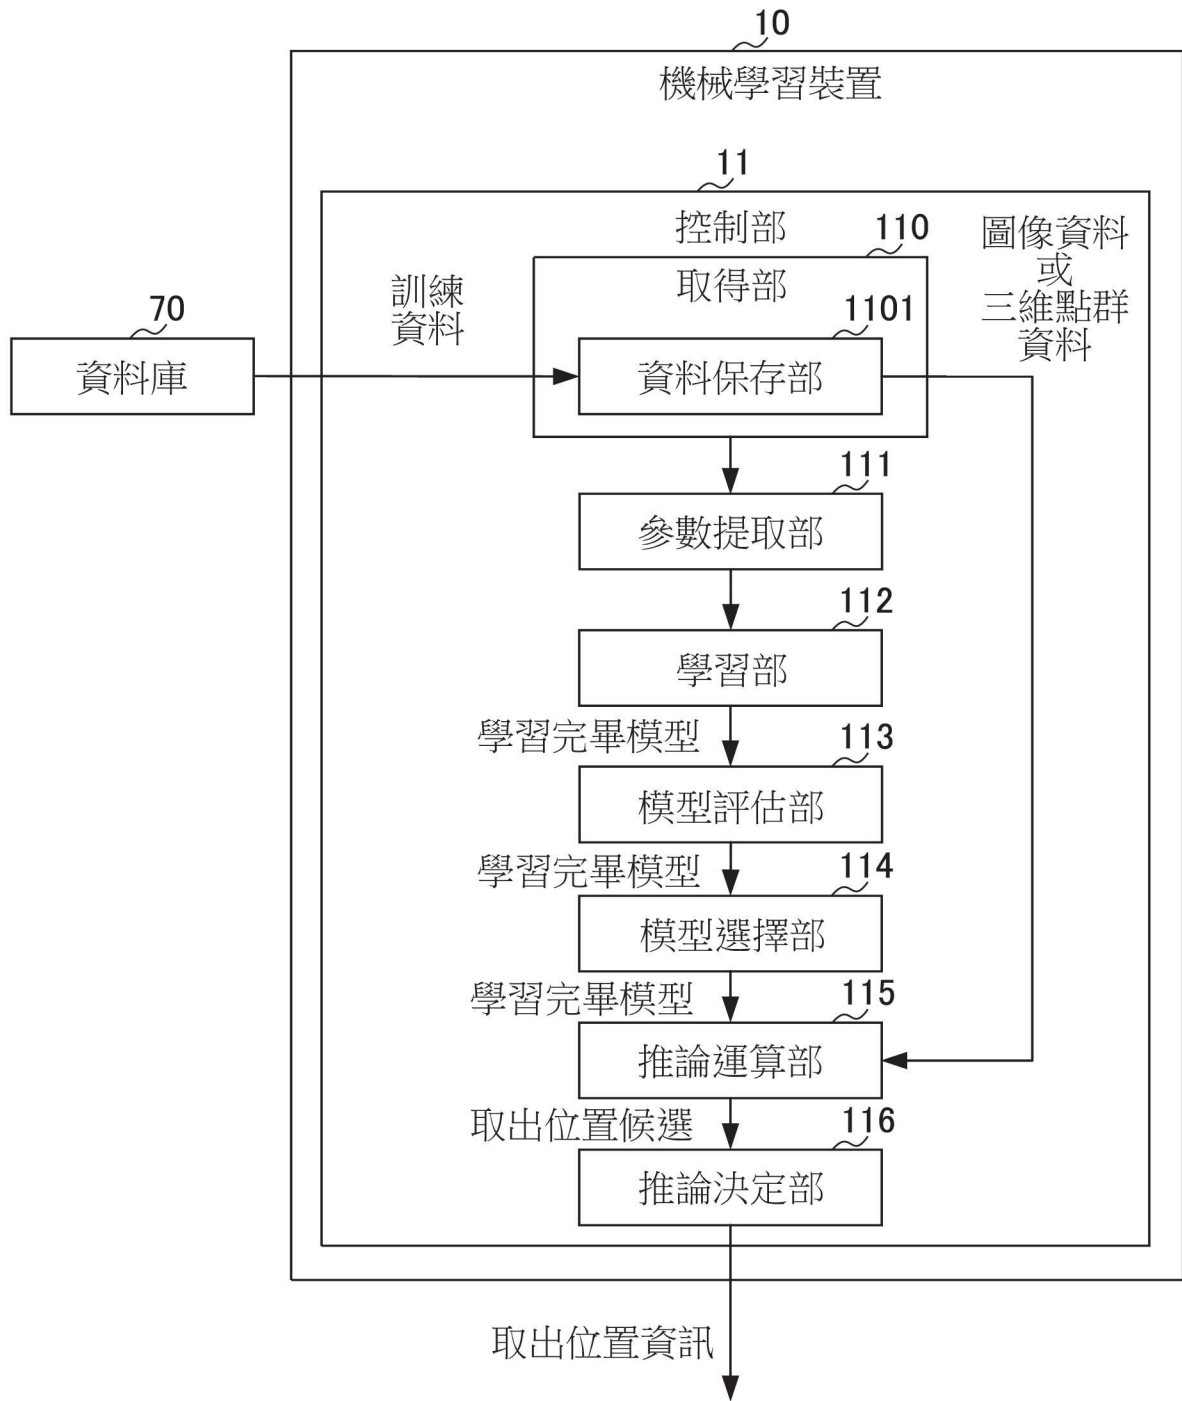 10
機械學習裝置
11
控制部
110
取得部
圖像資料
或
三維點群
資料
訓練
資料
70
資料庫
1101
資料保存部
111
參數提取部
112
學習部
學習完畢模型
113
模型評估部
學習完畢模型
114
模型選擇部
學習完畢模型
115
推論運算部
取出位置候選
116
推論決定部
取出位置資訊